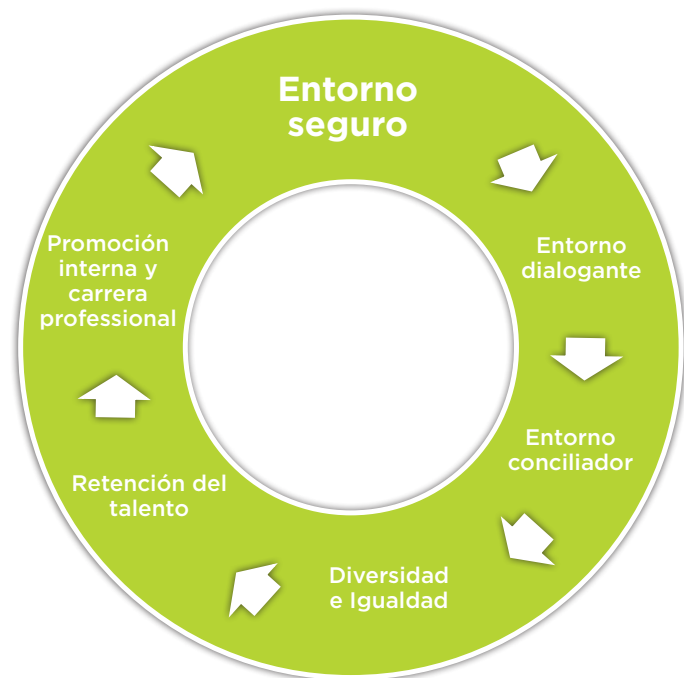 Entorno
seguro
Entorno
dialogante
Entorno
conciliador
Diversidad
e Igualdad
Retención del
talento
Promoción
interna y
carrera
professional